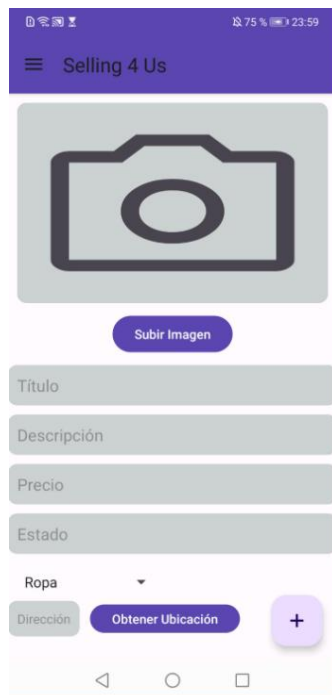 75 % 23:59
Selling 4 Us
Subir Imagen
Título
Descripción
Precio
Estado
Ropa
Dirección Obtener Ubicación +